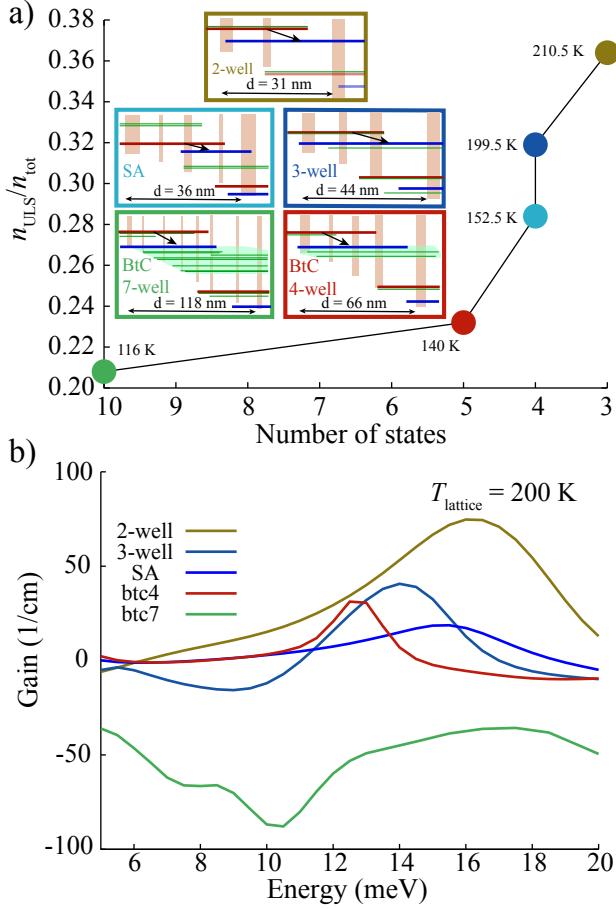 a)
0.38
0.36
0.34
0.32
0.30
0.28
0.26
0.24
0.22
0.20
n_ULS/n_tot
2-well
d = 31 nm
210.5 K
SA
d = 36 nm
3-well
d = 44 nm
199.5 K
152.5 K
BtC
7-well
d = 118 nm
BtC
4-well
d = 66 nm
116 K
140 K
10 9 8 7 6 5 4 3
Number of states
b)
T_lattice = 200 K
2-well
3-well
SA
btc4
btc7
100
50
0
-50
-100
Gain (1/cm)
6 8 10 12 14 16 18 20
Energy (meV)